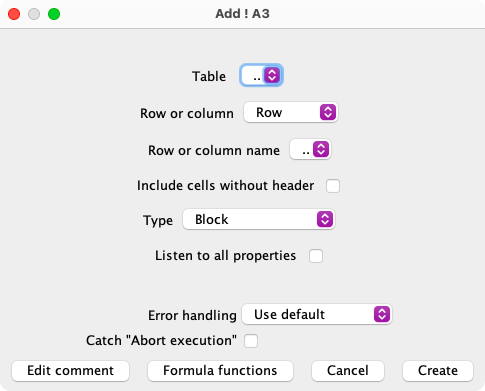 Add ! A3
Table ..
Row or column Row
Row or column name ..
Include cells without header
Type Block
Listen to all properties
Error handling Use default
Catch "Abort execution"
Edit comment Formula functions Cancel Create